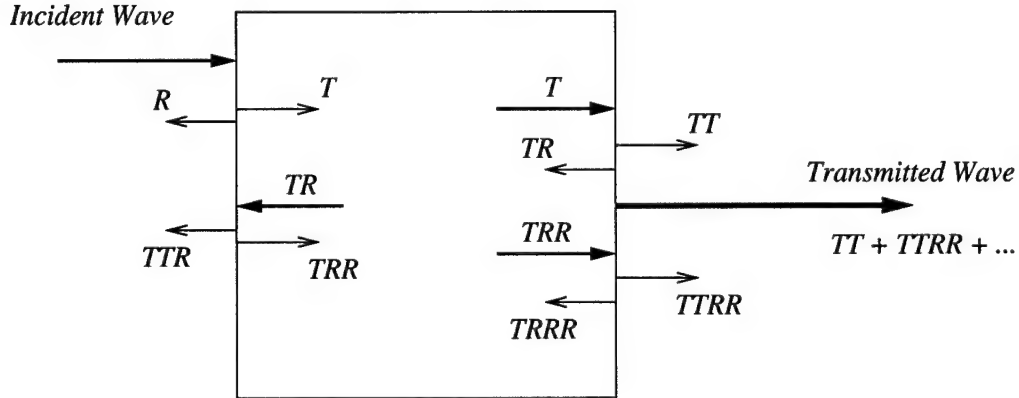 Incident Wave
R
T
T
TT
TR
TR
Transmitted Wave
TTR
TRR
TRR
TT + TTRR + ...
TRRR
TTRR